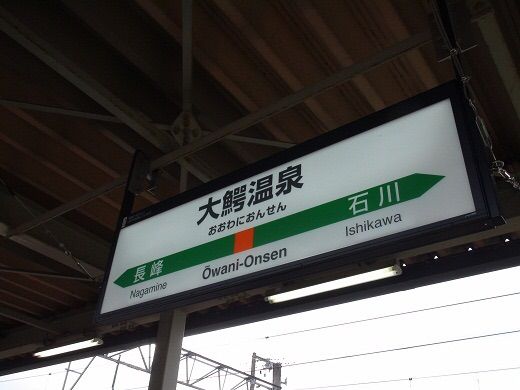 大鰐温泉
おおわにおんせん
石川
Ishikawa
長峰
Nagamine
Ōwani-Onsen